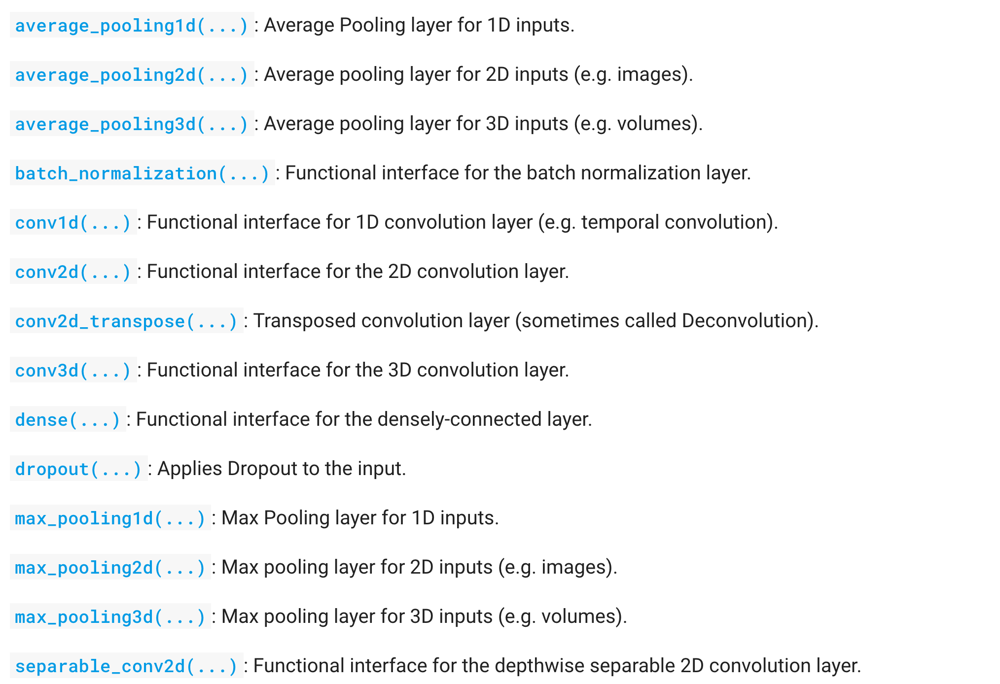 average_pooling1d(...): Average Pooling layer for 1D inputs.
average_pooling2d(...): Average pooling layer for 2D inputs (e.g. images).
average_pooling3d(...): Average pooling layer for 3D inputs (e.g. volumes).
batch_normalization(...): Functional interface for the batch normalization layer.
conv1d(...): Functional interface for 1D convolution layer (e.g. temporal convolution).
conv2d(...): Functional interface for the 2D convolution layer.
conv2d_transpose(...): Transposed convolution layer (sometimes called Deconvolution).
conv3d(...): Functional interface for the 3D convolution layer.
dense(...): Functional interface for the densely-connected layer.
dropout(...): Applies Dropout to the input.
max_pooling1d(...): Max Pooling layer for 1D inputs.
max_pooling2d(...): Max pooling layer for 2D inputs (e.g. images).
max_pooling3d(...): Max pooling layer for 3D inputs (e.g. volumes).
separable_conv2d(...): Functional interface for the depthwise separable 2D convolution layer.